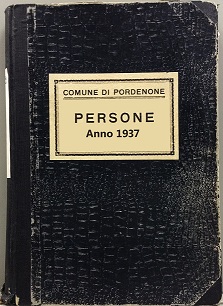 COMUNE DI PORDENONE
PERSONE
Anno 1937